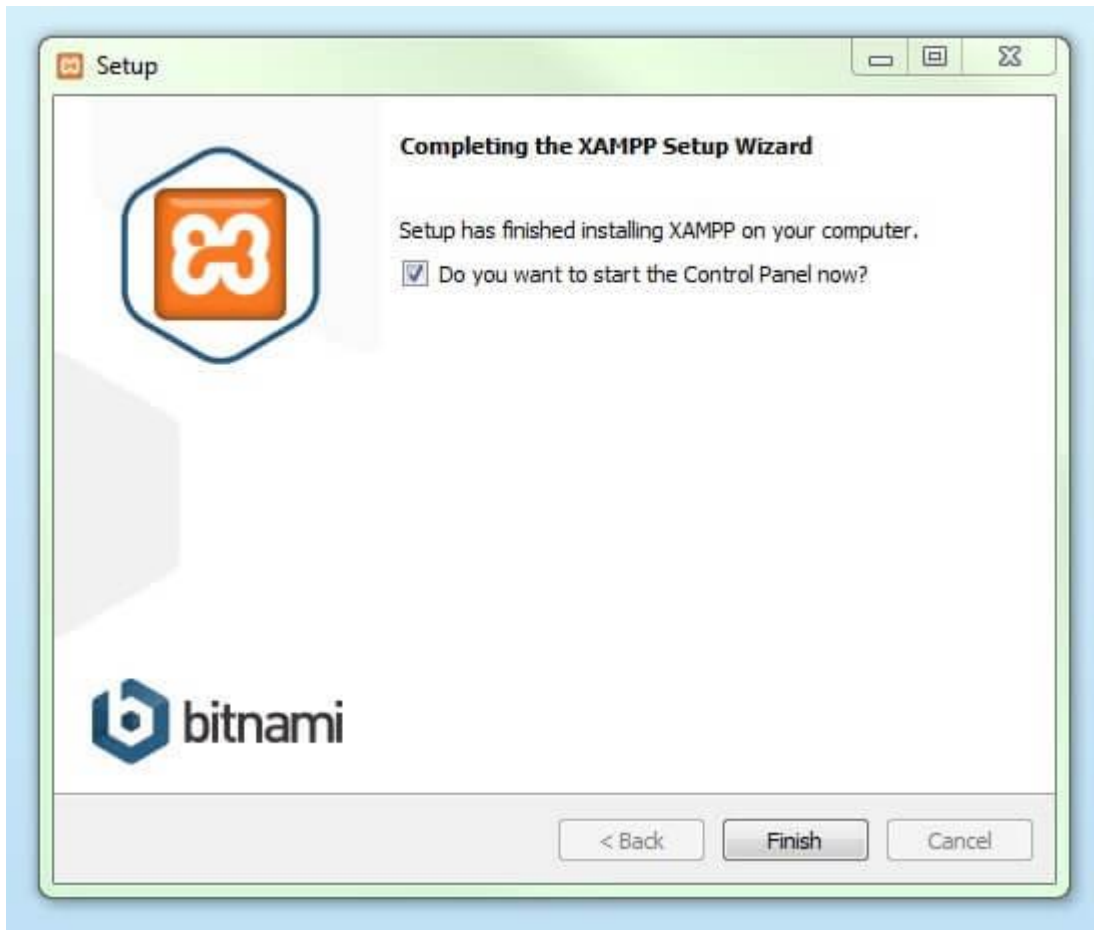 Setup
Completing the XAMPP Setup Wizard
Setup has finished installing XAMPP on your computer.
Do you want to start the Control Panel now?
bitnami
< Back
Finish
Cancel